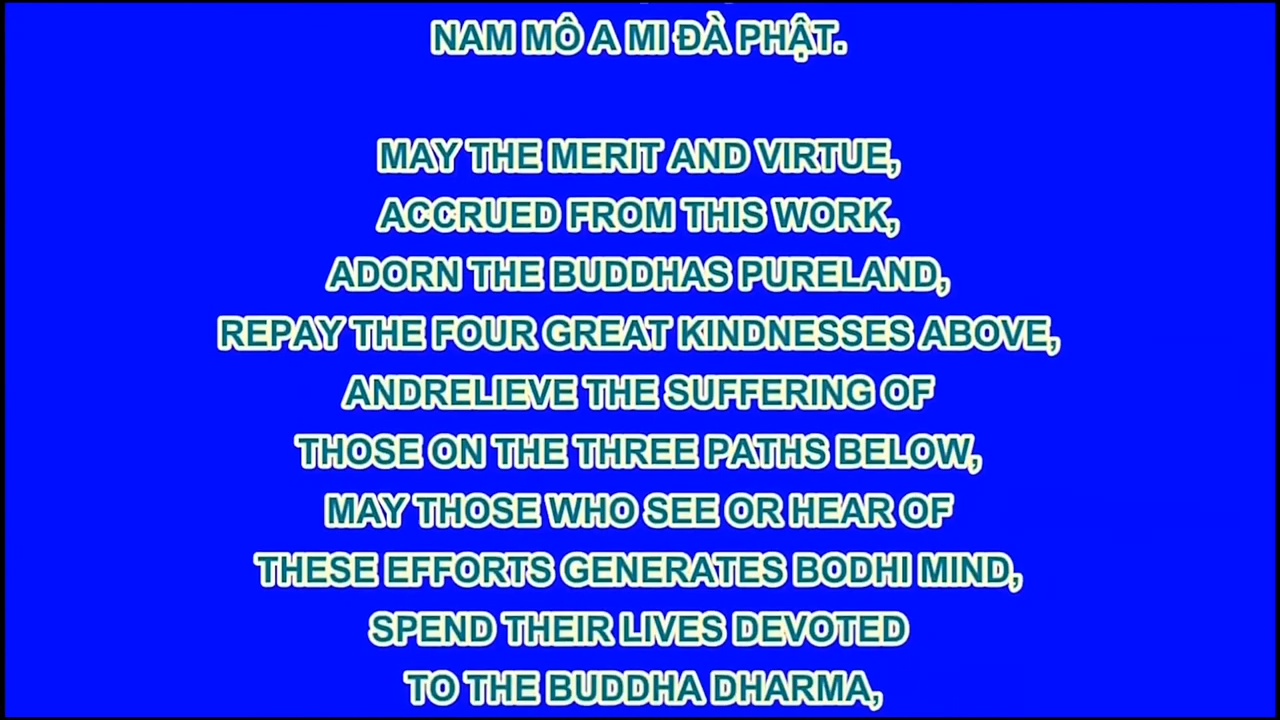 NAM MÔ A MI ĐÀ PHẬT.
MAY THE MERIT AND VIRTUE,
ACCRUED FROM THIS WORK,
ADORN THE BUDDHAS PURELAND,
REPAY THE FOUR GREAT KINDNESSES ABOVE,
ANDRELIEVE THE SUFFERING OF
THOSE ON THE THREE PATHS BELOW,
MAY THOSE WHO SEE OR HEAR OF
THESE EFFORTS GENERATES BODHI MIND,
SPEND THEIR LIVES DEVOTED
TO THE BUDDHA DHARMA,